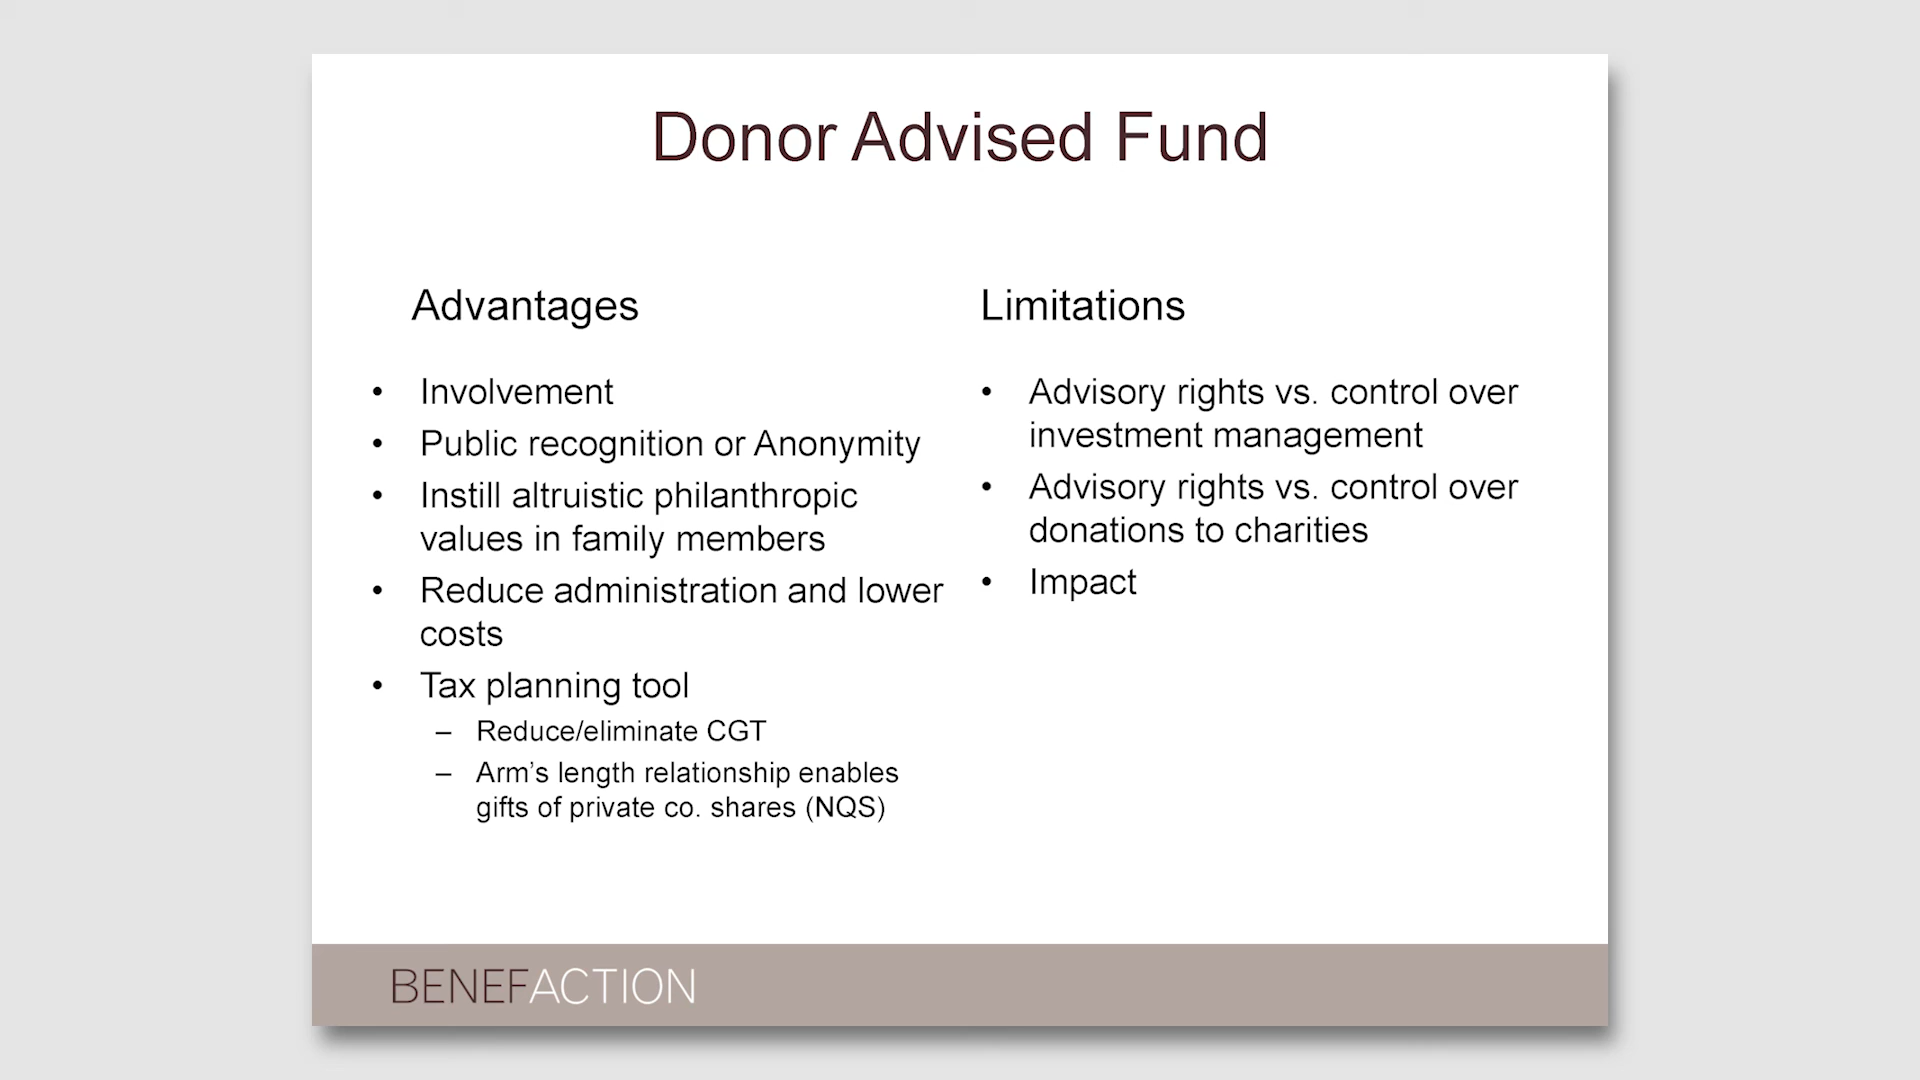 Donor Advised Fund
Advantages
• Involvement
• Public recognition or Anonymity
• Instill altruistic philanthropic
values in family members
• Reduce administration and lower
costs
• Tax planning tool
– Reduce/eliminate CGT
– Arm’s length relationship enables
gifts of private co. shares (NQS)
Limitations
• Advisory rights vs. control over
investment management
• Advisory rights vs. control over
donations to charities
• Impact
BENEFACTION